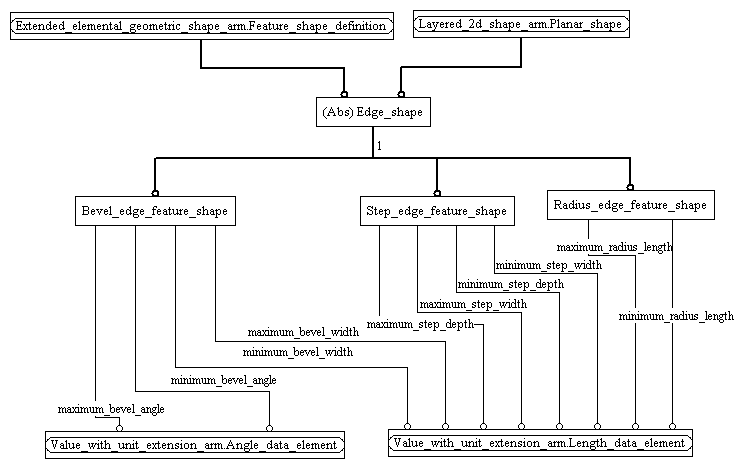 Extended_elemental_geometric_shape_arm.Feature_shape_definition
Layered_2d_shape_arm.Planar_shape
(Abs) Edge_shape
1
Bevel_edge_feature_shape
Step_edge_feature_shape
Radius_edge_feature_shape
maximum_radius_length
minimum_step_width
minimum_step_depth
maximum_step_width
minimum_radius_length
maximum_step_depth
maximum_bevel_width
minimum_bevel_width
minimum_bevel_angle
maximum_bevel_angle
Value_with_unit_extension_arm.Angle_data_element
Value_with_unit_extension_arm.Length_data_element